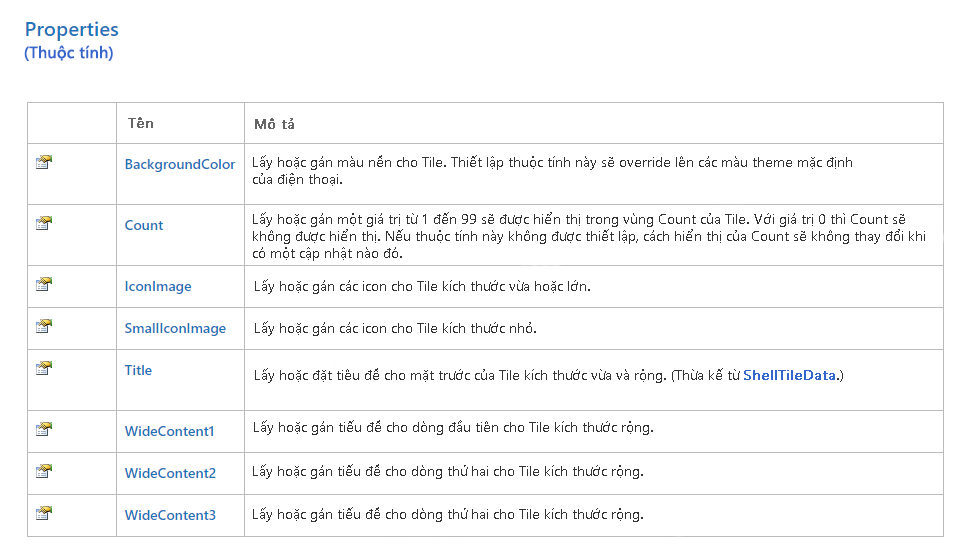 Properties
(Thuộc tính)
Tên
Mô tả
BackgroundColor
Lấy hoặc gán màu nền cho Tile. Thiết lập thuộc tính này sẽ override lên các màu theme mặc định
của điện thoại.
Count
Lấy hoặc gán một giá trị từ 1 đến 99 sẽ được hiển thị trong vùng Count của Tile. Với giá trị 0 thì Count sẽ
không được hiển thị. Nếu thuộc tính này không được thiết lập, cách hiển thị của Count sẽ không thay đổi khi
có một cập nhật nào đó.
IconImage
Lấy hoặc gán các icon cho Tile kích thước vừa hoặc lớn.
SmallIconImage
Lấy hoặc gán các icon cho Tile kích thước nhỏ.
Title
Lấy hoặc đặt tiêu đề cho mặt trước của Tile kích thước vừa và rộng. (Thừa kế từ ShellTileData.)
WideContent1
Lấy hoặc gán tiếu đề cho dòng đầu tiên cho Tile kích thước rộng.
WideContent2
Lấy hoặc gán tiếu đề cho dòng thứ hai cho Tile kích thước rộng.
WideContent3
Lấy hoặc gán tiếu đề cho dòng thứ hai cho Tile kích thước rộng.